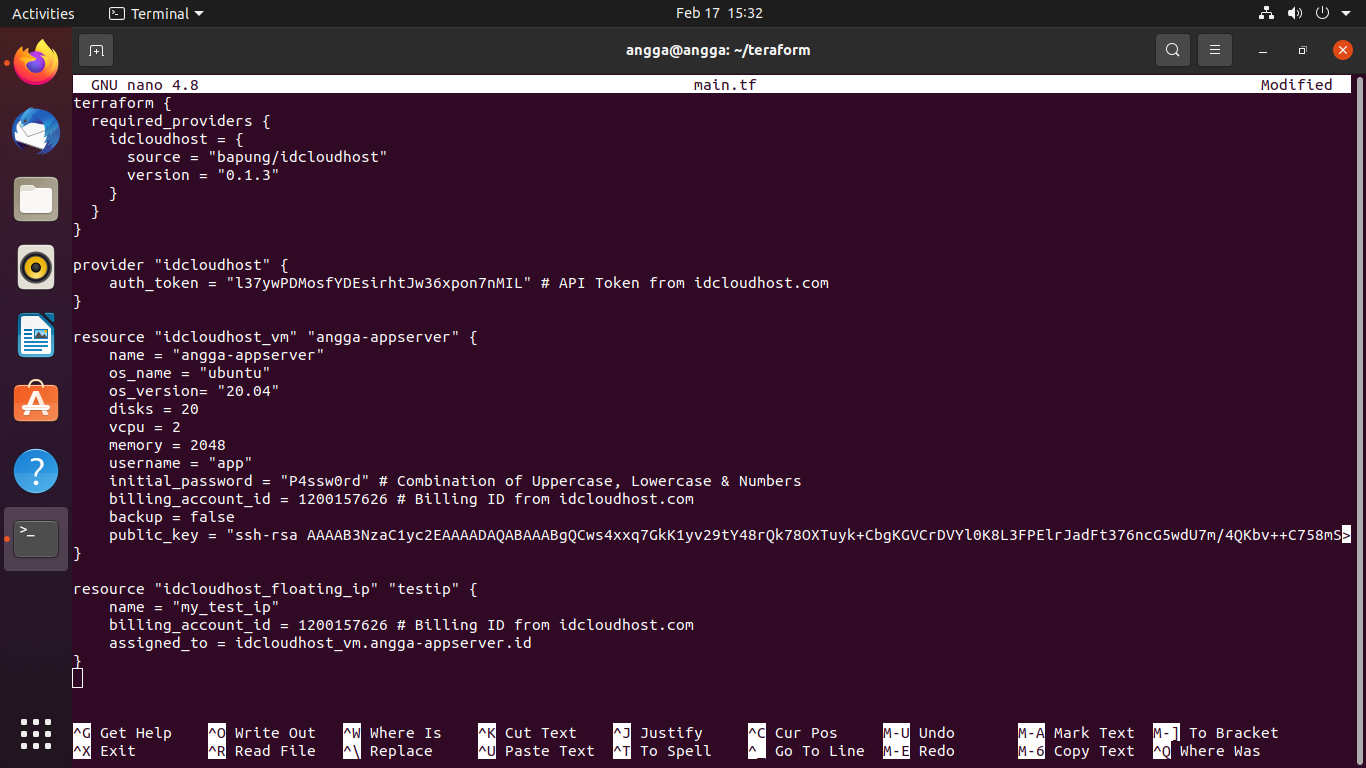 Activities Terminal Feb 17 15:32
angga@angga: ~/teraform
GNU nano 4.8 main.tf Modified
terraform {
  required_providers {
    idcloudhost = {
      source = "bapung/idcloudhost"
      version = "0.1.3"
    }
  }
}

provider "idcloudhost" {
    auth_token = "l37ywPDMosfYDEsirhtJw36xpon7nMIL" # API Token from idcloudhost.com
}

resource "idcloudhost_vm" "angga-appserver" {
    name = "angga-appserver"
    os_name = "ubuntu"
    os_version= "20.04"
    disks = 20
    vcpu = 2
    memory = 2048
    username = "app"
    initial_password = "P4ssw0rd" # Combination of Uppercase, Lowercase & Numbers
    billing_account_id = 1200157626 # Billing ID from idcloudhost.com
    backup = false
    public_key = "ssh-rsa AAAAB3NzaC1yc2EAAAADAQABAAABgQCws4xxq7GkK1yv29tY48rQk78OXTuyk+CbgKGVCrDVYl0K8L3FPElrJadFt376ncG5wdU7m/4QKbv++C758mS>
}

resource "idcloudhost_floating_ip" "testip" {
    name = "my_test_ip"
    billing_account_id = 1200157626 # Billing ID from idcloudhost.com
    assigned_to = idcloudhost_vm.angga-appserver.id
}
^G Get Help ^O Write Out ^W Where Is ^K Cut Text ^J Justify ^C Cur Pos M-U Undo M-A Mark Text M-] To Bracket
^X Exit ^R Read File ^\ Replace ^U Paste Text ^T To Spell ^_ Go To Line M-E Redo M-6 Copy Text ^Q Where Was